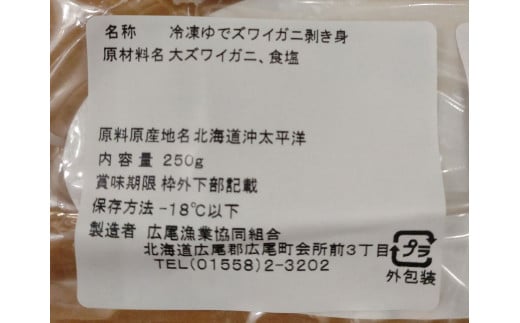 名称　　冷凍ゆでズワイガニ剥き身
原材料名 大ズワイガニ、食塩
原料原産地名 北海道沖太平洋
内 容 量 250g
賞味期限 枠外下部記載
保存方法 -18℃以下
製造者 広尾漁業協同組合
北海道広尾郡広尾町会所前3丁目
TEL(01558)2-3202
プラ
外包装